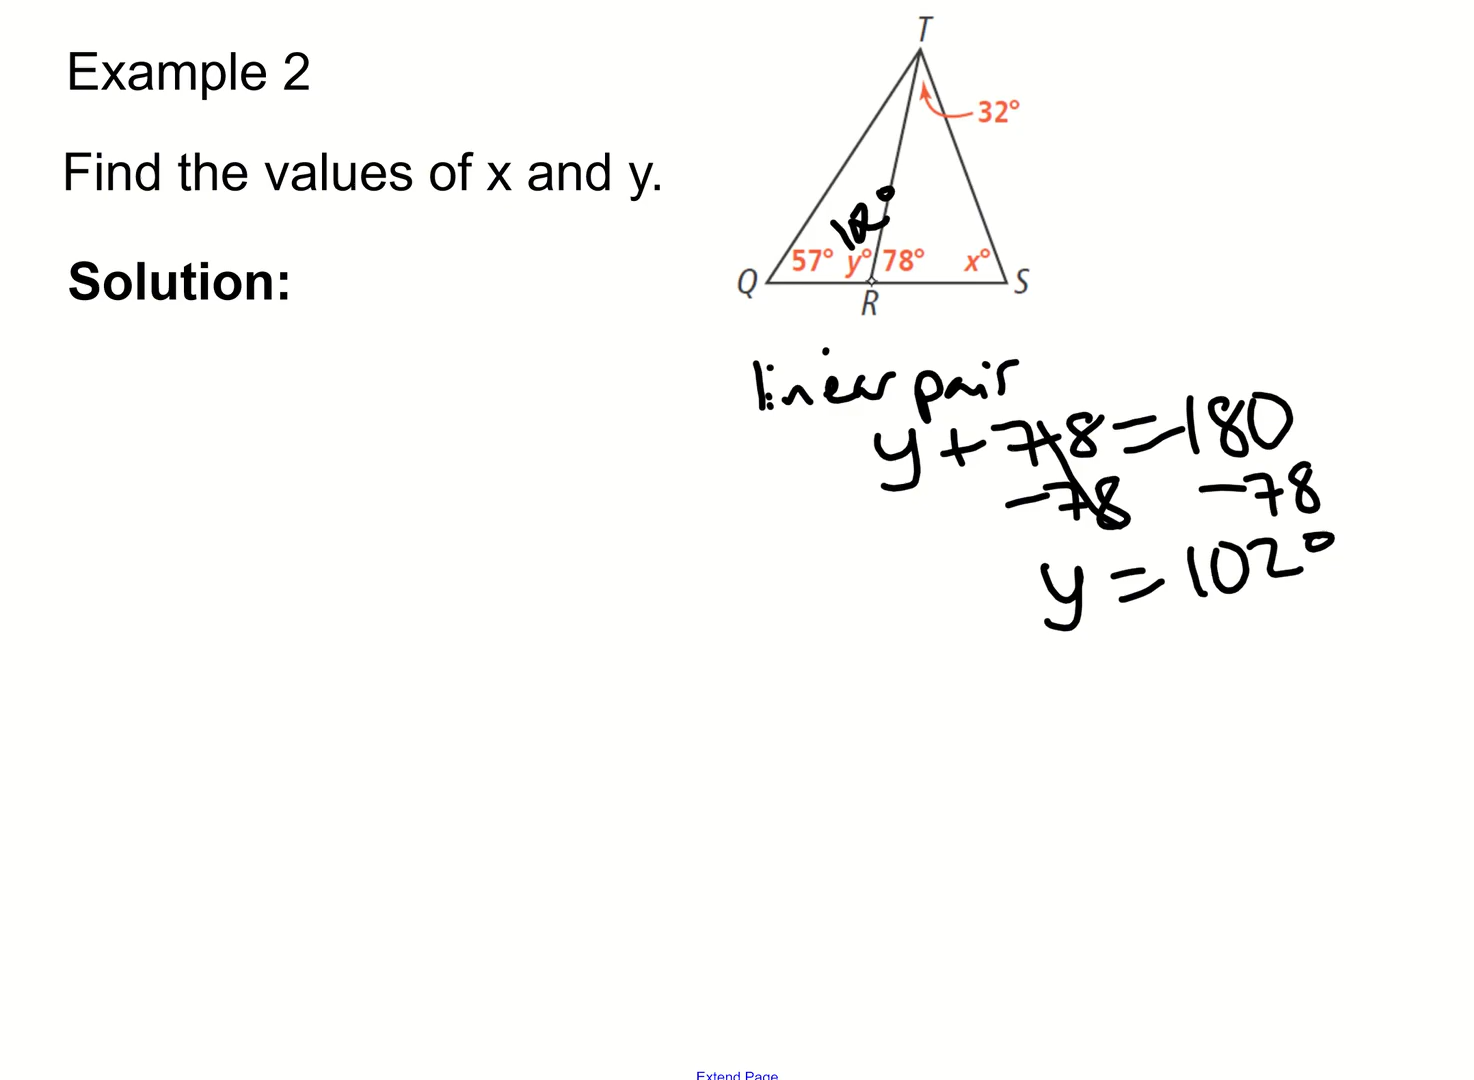 Example 2
Find the values of x and y.
Solution:
T
32°
102°
57° y° 78° x°
Q
R
S
linear pair
y + 78 = 180
-78 -78
y = 102°
Extend Page